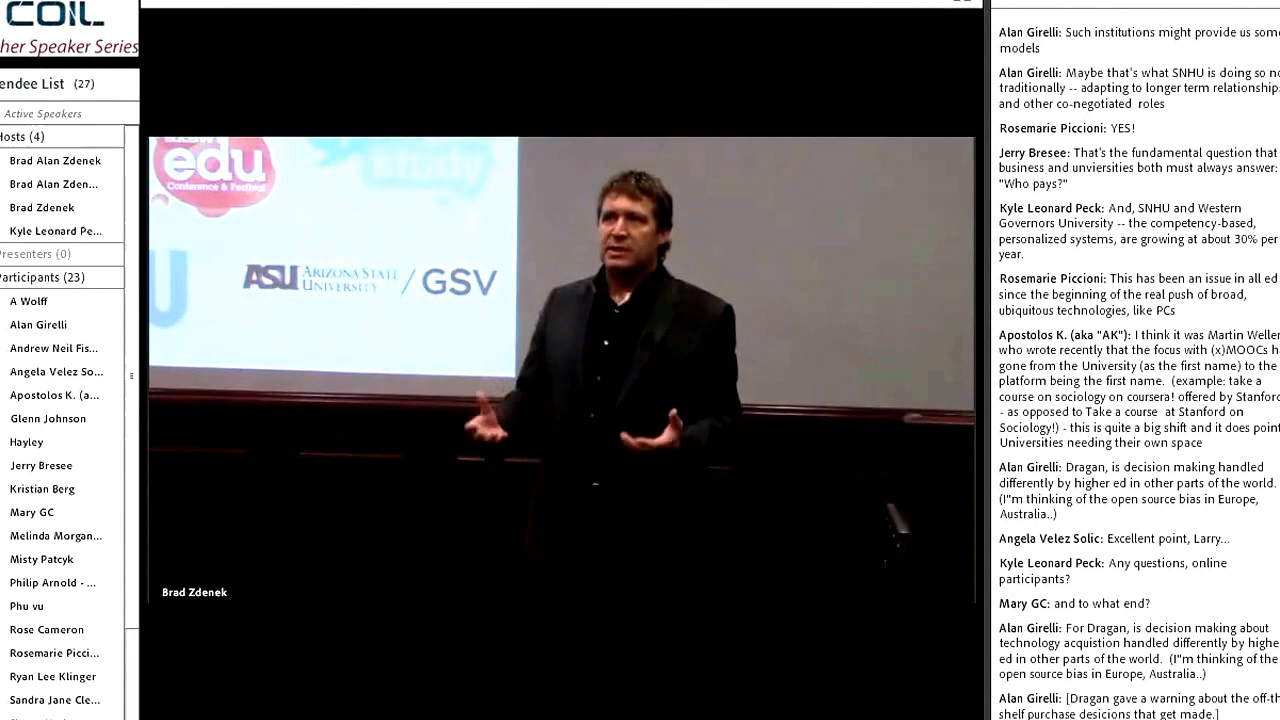 COIL
her Speaker Series
endee List (27)
Active Speakers
Hosts (4)
Brad Alan Zdenek
Brad Alan Zden...
Brad Zdenek
Kyle Leonard Pe...
Presenters (0)
Participants (23)
A Wolff
Alan Girelli
Andrew Neil Fis...
Angela Velez So...
Apostolos K. (a...
Glenn Johnson
Hayley
Jerry Bresee
Kristian Berg
Mary GC
Melinda Morgan...
Misty Patcyk
Philip Arnold - ...
Phu vu
Rose Cameron
Rosemarie Picci...
Ryan Lee Klinger
Sandra Jane Cle...
edu
Conference & Festival
study
U
ASU ARIZONA STATE
UNIVERSITY / GSV
Brad Zdenek
Alan Girelli: Such institutions might provide us som
models
Alan Girelli: Maybe that's what SNHU is doing so no
traditionally -- adapting to longer term relationships
and other co-negotiated roles
Rosemarie Piccioni: YES!
Jerry Bresee: That's the fundamental question that
business and unviersities both must always answer:
"Who pays?"
Kyle Leonard Peck: And, SNHU and Western
Governors University -- the competency-based,
personalized systems, are growing at about 30% per
year.
Rosemarie Piccioni: This has been an issue in all ed
since the beginning of the real push of broad,
ubiquitous technologies, like PCs
Apostolos K. (aka "AK"): I think it was Martin Weller
who wrote recently that the focus with (x)MOOCs h
gone from the University (as the first name) to the
platform being the first name. (example: take a
course on sociology on coursera! offered by Stanford
- as opposed to Take a course at Stanford on
Sociology!) - this is quite a big shift and it does point
Universities needing their own space
Alan Girelli: Dragan, is decision making handled
differently by higher ed in other parts of the world.
(I"m thinking of the open source bias in Europe,
Australia..)
Angela Velez Solic: Excellent point, Larry...
Kyle Leonard Peck: Any questions, online
participants?
Mary GC: and to what end?
Alan Girelli: For Dragan, is decision making about
technology acquistion handled differently by highe
ed in other parts of the world. (I"m thinking of the
open source bias in Europe, Australia..)
Alan Girelli: [Dragan gave a warning about the off-th
shelf purchase desicions that get made.]